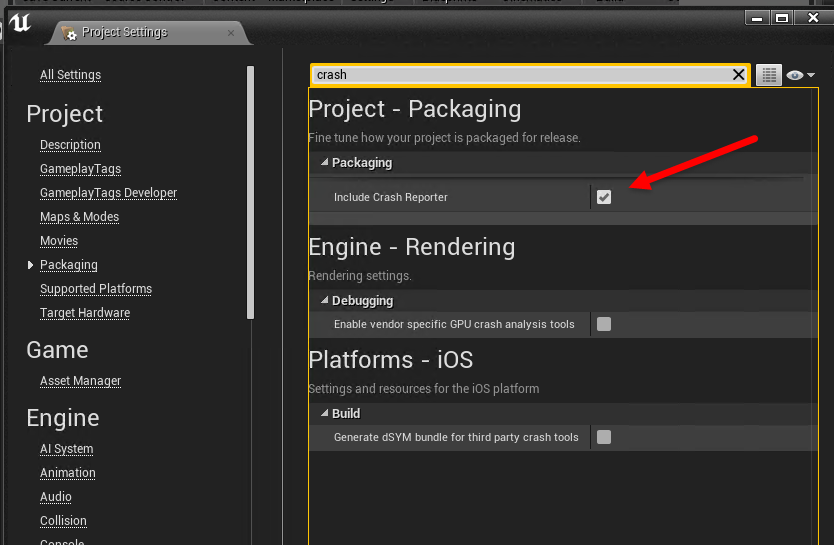 Project Settings
All Settings
Project
Description
GameplayTags
GameplayTags Developer
Maps & Modes
Movies
Packaging
Supported Platforms
Target Hardware
Game
Asset Manager
Engine
AI System
Animation
Audio
Collision
Console
crash
Project - Packaging
Fine tune how your project is packaged for release.
Packaging
Include Crash Reporter
Engine - Rendering
Rendering settings.
Debugging
Enable vendor specific GPU crash analysis tools
Platforms - iOS
Settings and resources for the iOS platform
Build
Generate dSYM bundle for third party crash tools